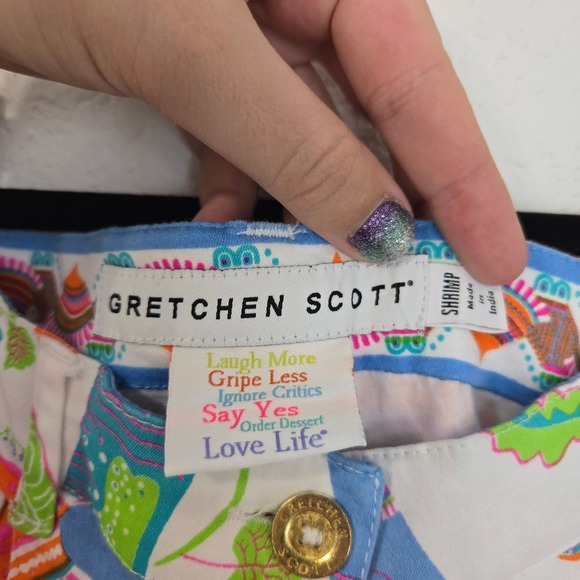 GRETCHEN SCOTT®
SHRIMP
Made
in
India
Laugh More
Gripe Less
Ignore Critics
Say Yes
Order Dessert
Love Life®
GRETCHEN
SCOTT